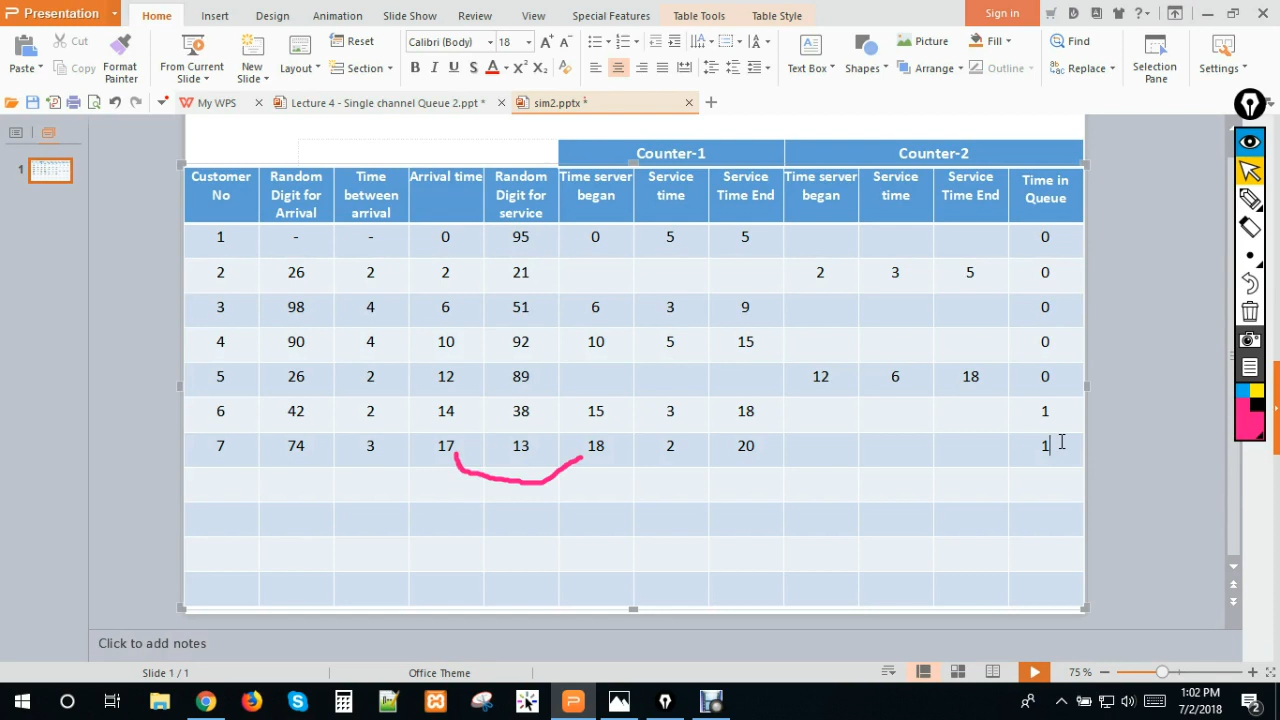 Presentation Home Insert Design Animation Slide Show Review View Special Features Table Tools Table Style Sign in
Paste Cut Copy Format Painter From Current Slide New Slide Layout Reset Section Calibri (Body) 18 Text Box Shapes Picture Arrange Fill Outline Find Replace Selection Pane Settings
My WPS Lecture 4 - Single channel Queue 2.ppt * sim2.pptx *
1
Counter-1 Counter-2
Customer No Random Digit for Arrival Time between arrival Arrival time Random Digit for service Time server began Service time Service Time End Time server began Service time Service Time End Time in Queue
1 - - 0 95 0 5 5 0
2 26 2 2 21 2 3 5 0
3 98 4 6 51 6 3 9 0
4 90 4 10 92 10 5 15 0
5 26 2 12 89 12 6 18 0
6 42 2 14 38 15 3 18 1
7 74 3 17 13 18 2 20 1
Click to add notes
Slide 1 / 1 Office Theme 75 %
1:02 PM
7/2/2018
2